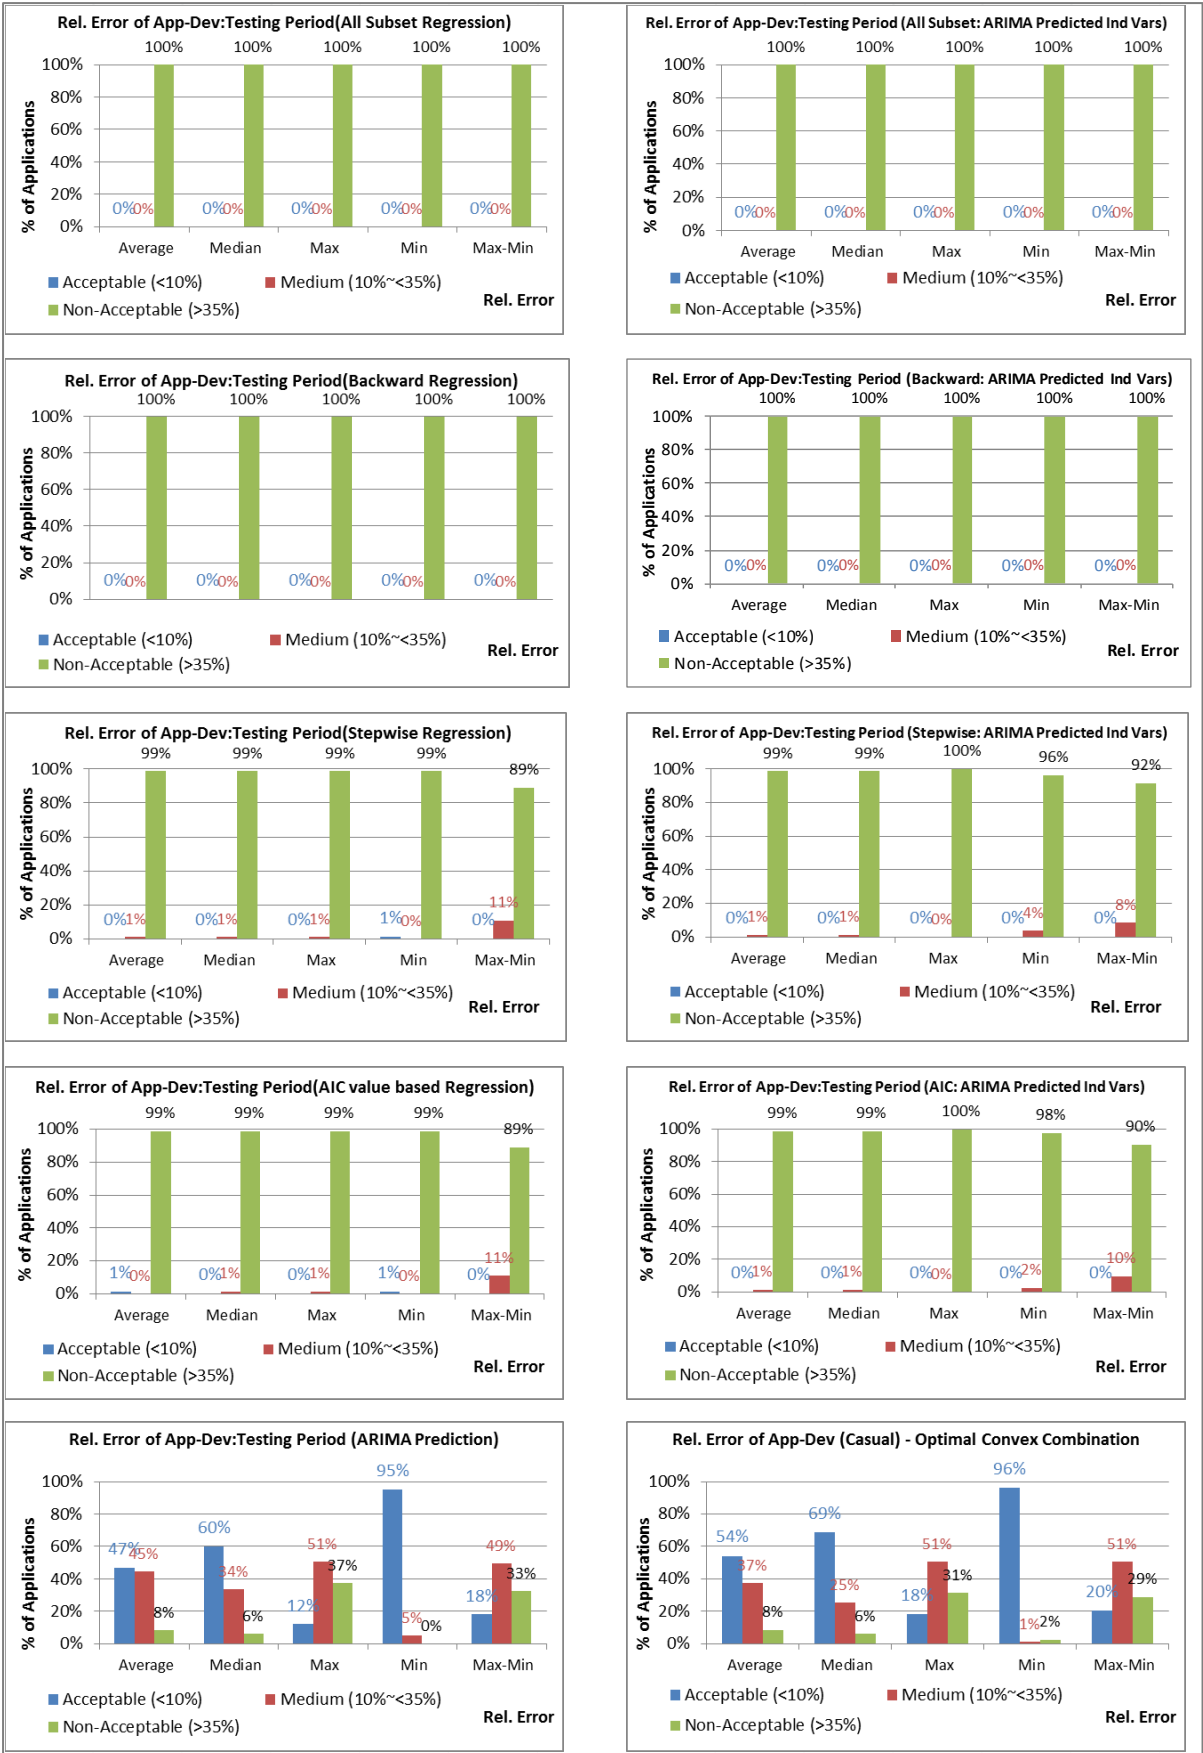 Rel. Error of App-Dev:Testing Period(All Subset Regression)
100% 100% 100% 100% 100%
100%
80%
60%
40%
20%
0%
% of Applications
0% 0% 0% 0% 0% 0% 0% 0% 0% 0%
Average Median Max Min Max-Min
Acceptable (<10%) Medium (10%~<35%)
Non-Acceptable (>35%)
Rel. Error
Rel. Error of App-Dev:Testing Period (All Subset: ARIMA Predicted Ind Vars)
100% 100% 100% 100% 100%
100%
80%
60%
40%
20%
0%
% of Applications
0% 0% 0% 0% 0% 0% 0% 0% 0% 0%
Average Median Max Min Max-Min
Acceptable (<10%) Medium (10%~<35%)
Non-Acceptable (>35%)
Rel. Error
Rel. Error of App-Dev:Testing Period(Backward Regression)
100% 100% 100% 100% 100%
100%
80%
60%
40%
20%
0%
% of Applications
0% 0% 0% 0% 0% 0% 0% 0% 0% 0%
Acceptable (<10%) Medium (10%~<35%)
Non-Acceptable (>35%)
Rel. Error
Rel. Error of App-Dev:Testing Period (Backward: ARIMA Predicted Ind Vars)
100% 100% 100% 100% 100%
100%
80%
60%
40%
20%
0%
% of Applications
0% 0% 0% 0% 0% 0% 0% 0% 0% 0%
Average Median Max Min Max-Min
Acceptable (<10%) Medium (10%~<35%)
Non-Acceptable (>35%)
Rel. Error
Rel. Error of App-Dev:Testing Period(Stepwise Regression)
99% 99% 99% 99% 89%
100%
80%
60%
40%
20%
0%
% of Applications
0% 1% 0% 1% 0% 1% 1% 0% 0% 11%
Average Median Max Min Max-Min
Acceptable (<10%) Medium (10%~<35%)
Non-Acceptable (>35%)
Rel. Error
Rel. Error of App-Dev:Testing Period (Stepwise: ARIMA Predicted Ind Vars)
99% 99% 100% 96% 92%
100%
80%
60%
40%
20%
0%
% of Applications
0% 1% 0% 1% 0% 0% 0% 4% 0% 8%
Average Median Max Min Max-Min
Acceptable (<10%) Medium (10%~<35%)
Non-Acceptable (>35%)
Rel. Error
Rel. Error of App-Dev:Testing Period(AIC value based Regression)
99% 99% 99% 99% 89%
100%
80%
60%
40%
20%
0%
% of Applications
1% 0% 0% 1% 0% 1% 1% 0% 0% 11%
Average Median Max Min Max-Min
Acceptable (<10%) Medium (10%~<35%)
Non-Acceptable (>35%)
Rel. Error
Rel. Error of App-Dev:Testing Period (AIC: ARIMA Predicted Ind Vars)
99% 99% 100% 98% 90%
100%
80%
60%
40%
20%
0%
% of Applications
0% 1% 0% 1% 0% 0% 0% 2% 0% 10%
Average Median Max Min Max-Min
Acceptable (<10%) Medium (10%~<35%)
Non-Acceptable (>35%)
Rel. Error
Rel. Error of App-Dev:Testing Period (ARIMA Prediction)
100%
80%
60%
40%
20%
0%
% of Applications
47% 45% 8% 60% 34% 6% 12% 51% 37% 95% 5% 0% 18% 49% 33%
Average Median Max Min Max-Min
Acceptable (<10%) Medium (10%~<35%)
Non-Acceptable (>35%)
Rel. Error
Rel. Error of App-Dev (Casual) - Optimal Convex Combination
100%
80%
60%
40%
20%
0%
% of Applications
54% 37% 8% 69% 25% 6% 18% 51% 31% 96% 1% 2% 20% 51% 29%
Average Median Max Min Max-Min
Acceptable (<10%) Medium (10%~<35%)
Non-Acceptable (>35%)
Rel. Error